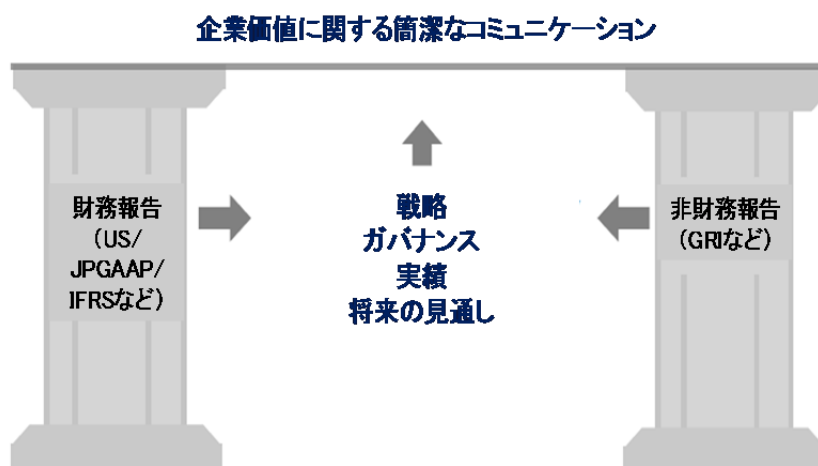 企業価値に関する簡潔なコミュニケーション
財務報告
(US/
JPGAAP/
IFRSなど)
戦略
ガバナンス
実績
将来の見通し
非財務報告
(GRIなど)